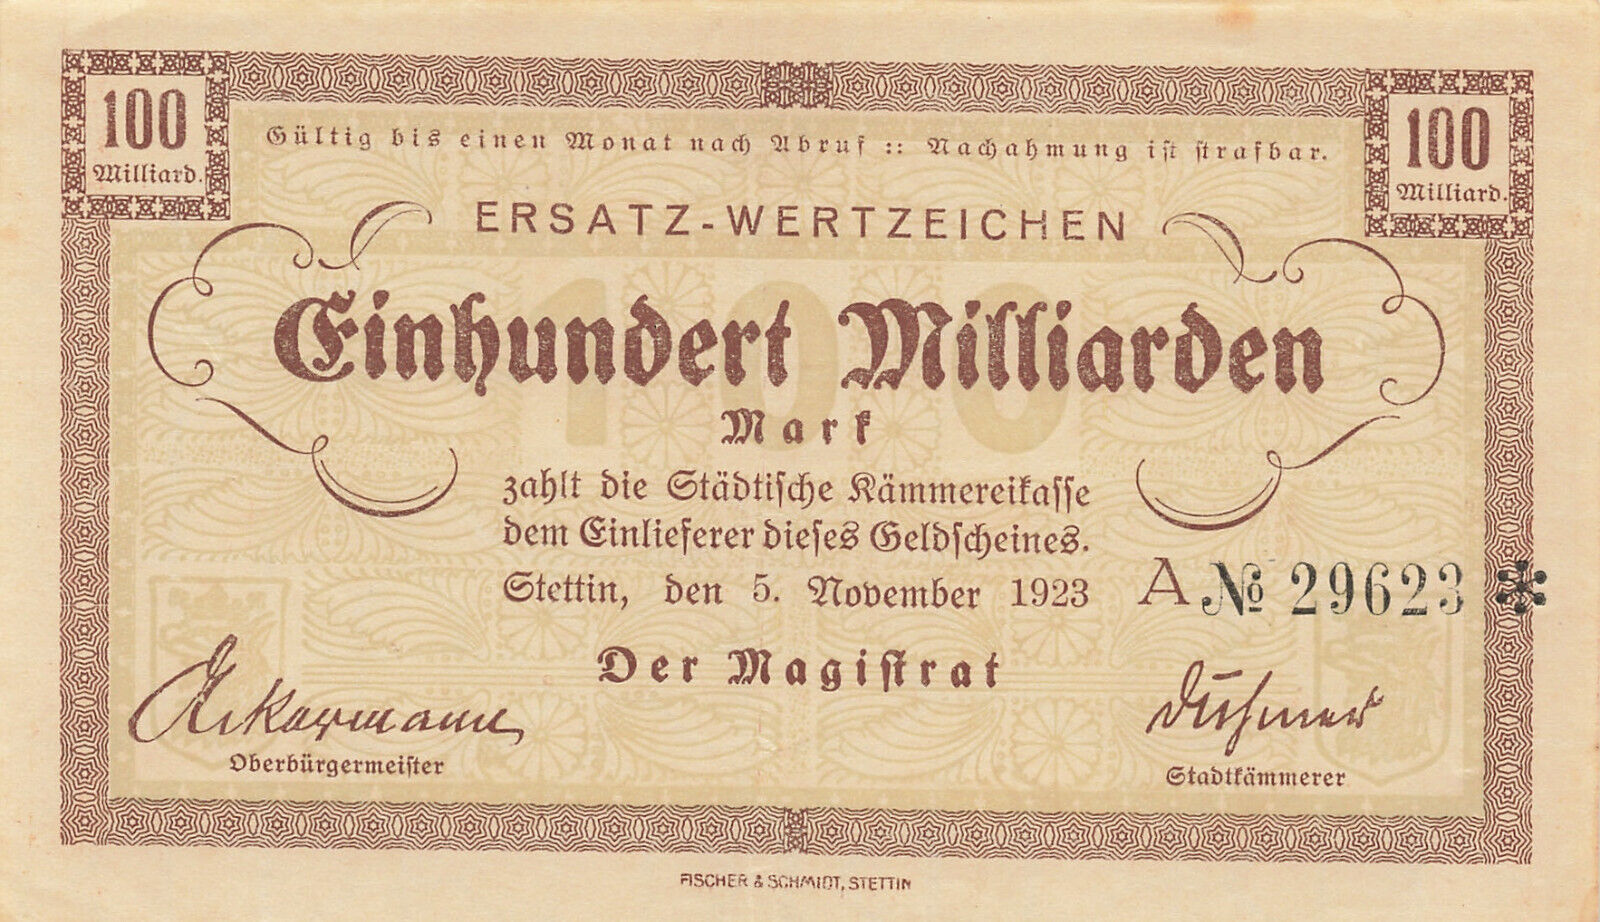 100
Milliard.
100
Milliard.
Gültig bis einen Monat nach Abruf :: Nachahmung ist strafbar.
ERSATZ-WERTZEICHEN
100
Einhundert Milliarden
Mark
zahlt die Städtische Kämmereikasse
dem Einlieferer dieses Geldscheines.
Stettin, den 5. November 1923
A № 29623 *
Der Magistrat
Ackermann
Oberbürgermeister
Stadtkämmerer
FISCHER & SCHMIDT, STETTIN